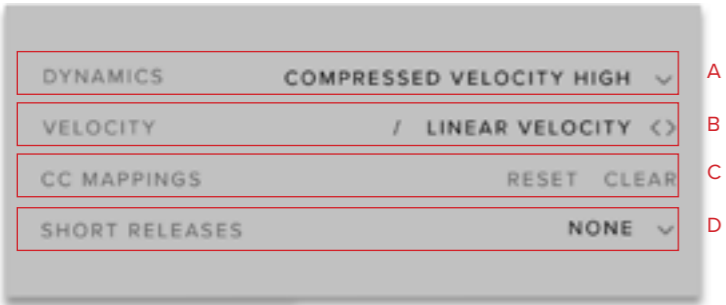 DYNAMICS COMPRESSED VELOCITY HIGH A
VELOCITY / LINEAR VELOCITY <> B
CC MAPPINGS RESET CLEAR C
SHORT RELEASES NONE D